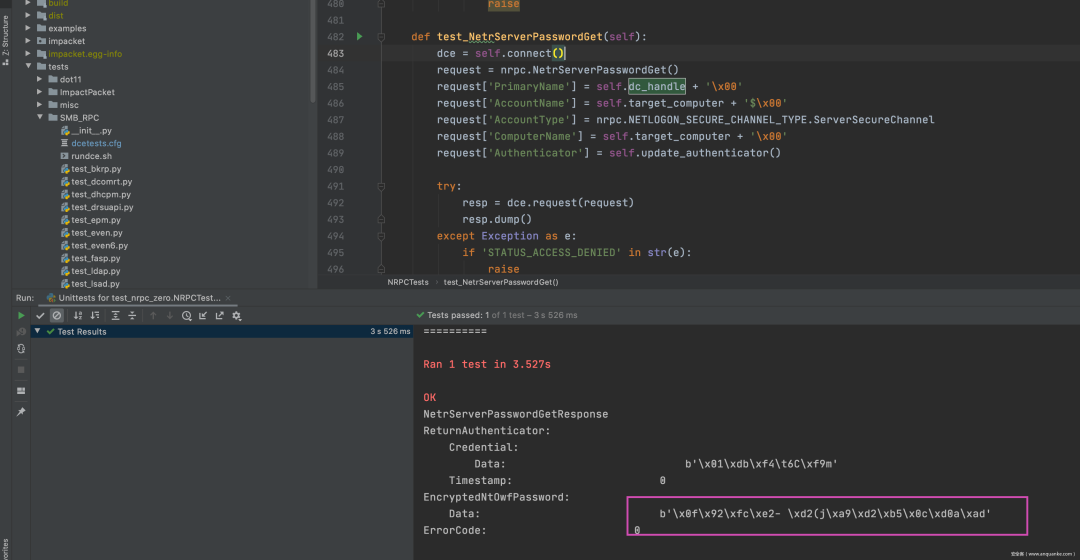 build
dist
examples
impacket
impacket.egg-info
tests
dot11
ImpactPacket
misc
SMB_RPC
__init__.py
dcetests.cfg
rundce.sh
test_bkrp.py
test_dcomrt.py
test_dhcpm.py
test_drsuapi.py
test_epm.py
test_even.py
test_even6.py
test_fasp.py
test_ldap.py
test_lsad.py
Z: Structure
480 raise
481
482 def test_NetrServerPasswordGet(self):
483 dce = self.connect()
484 request = nrpc.NetrServerPasswordGet()
485 request['PrimaryName'] = self.dc_handle + '\x00'
486 request['AccountName'] = self.target_computer + '$\x00'
487 request['AccountType'] = nrpc.NETLOGON_SECURE_CHANNEL_TYPE.ServerSecureChannel
488 request['ComputerName'] = self.target_computer + '\x00'
489 request['Authenticator'] = self.update_authenticator()
490
491 try:
492 resp = dce.request(request)
493 resp.dump()
494 except Exception as e:
495 if 'STATUS_ACCESS_DENIED' in str(e):
496 raise
NRPCTests › test_NetrServerPasswordGet()
Run: Unittests for test_nrpc_zero.NRPCTest... ×
Tests passed: 1 of 1 test – 3 s 526 ms
Test Results 3 s 526 ms
==========
Ran 1 test in 3.527s
OK
NetrServerPasswordGetResponse
ReturnAuthenticator:
Credential:
Data: b'\x01\xdb\xf4\t6C\xf9m'
Timestamp: 0
EncryptedNtOwfPassword:
Data: b'\x0f\x92\xfc\xe2- \xd2(j\xa9\xd2\xb5\x0c\xd0a\xad'
ErrorCode: 0
安全客 ( www.anquanke.com )